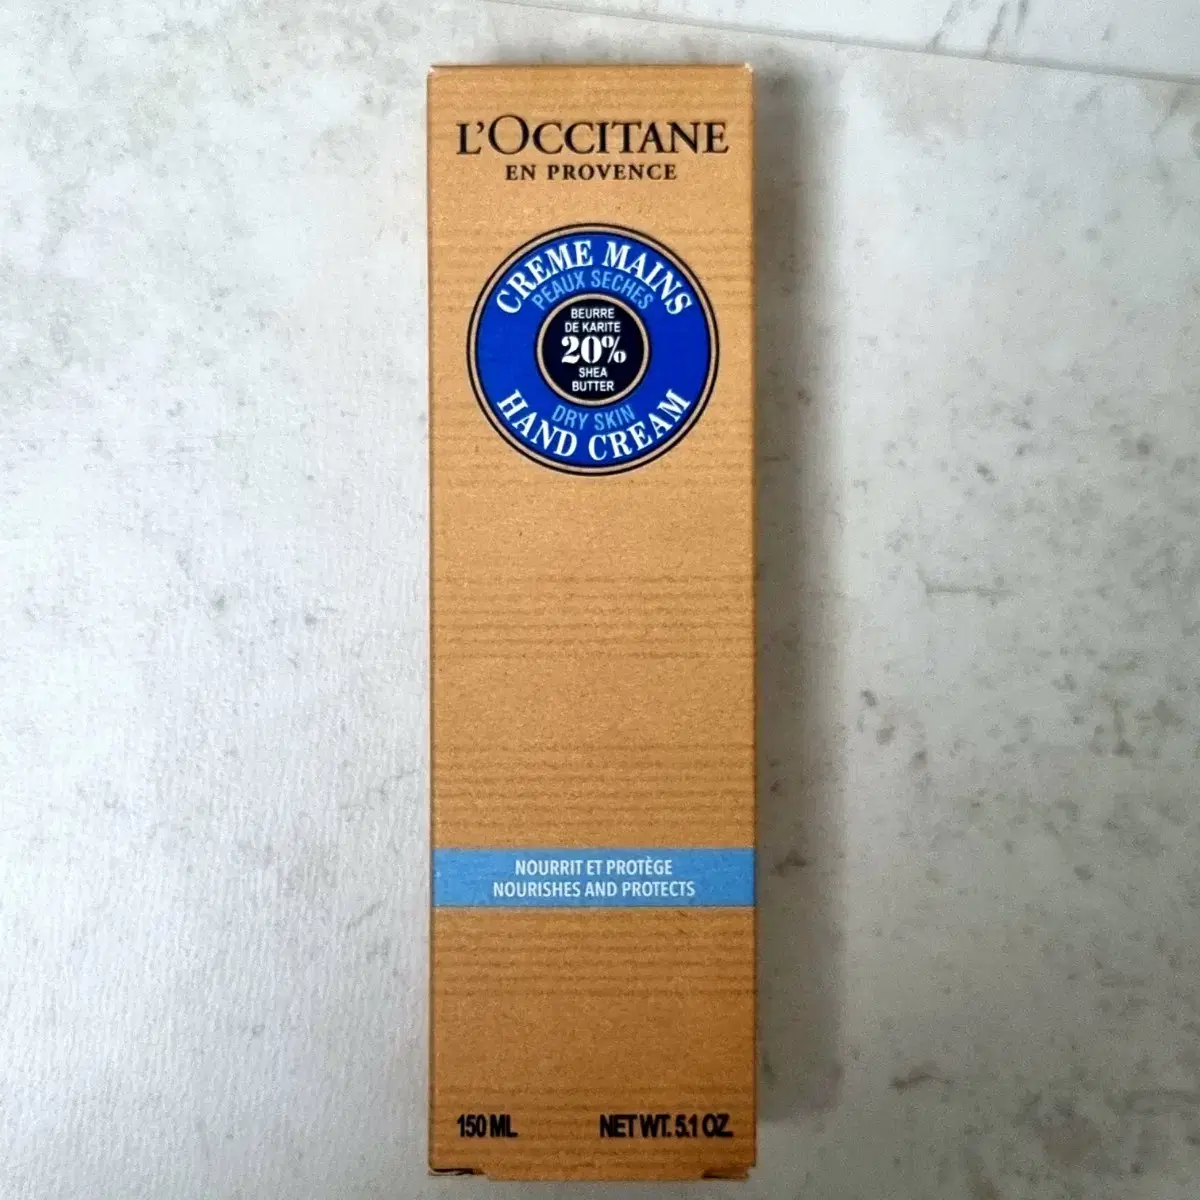 L'OCCITANE
EN PROVENCE
CREME MAINS
PEAUX SECHES
BEURRE
DE KARITE
20%
SHEA
BUTTER
DRY SKIN
HAND CREAM
NOURRIT ET PROTÈGE
NOURISHES AND PROTECTS
150 ML NET WT. 5.1 OZ.